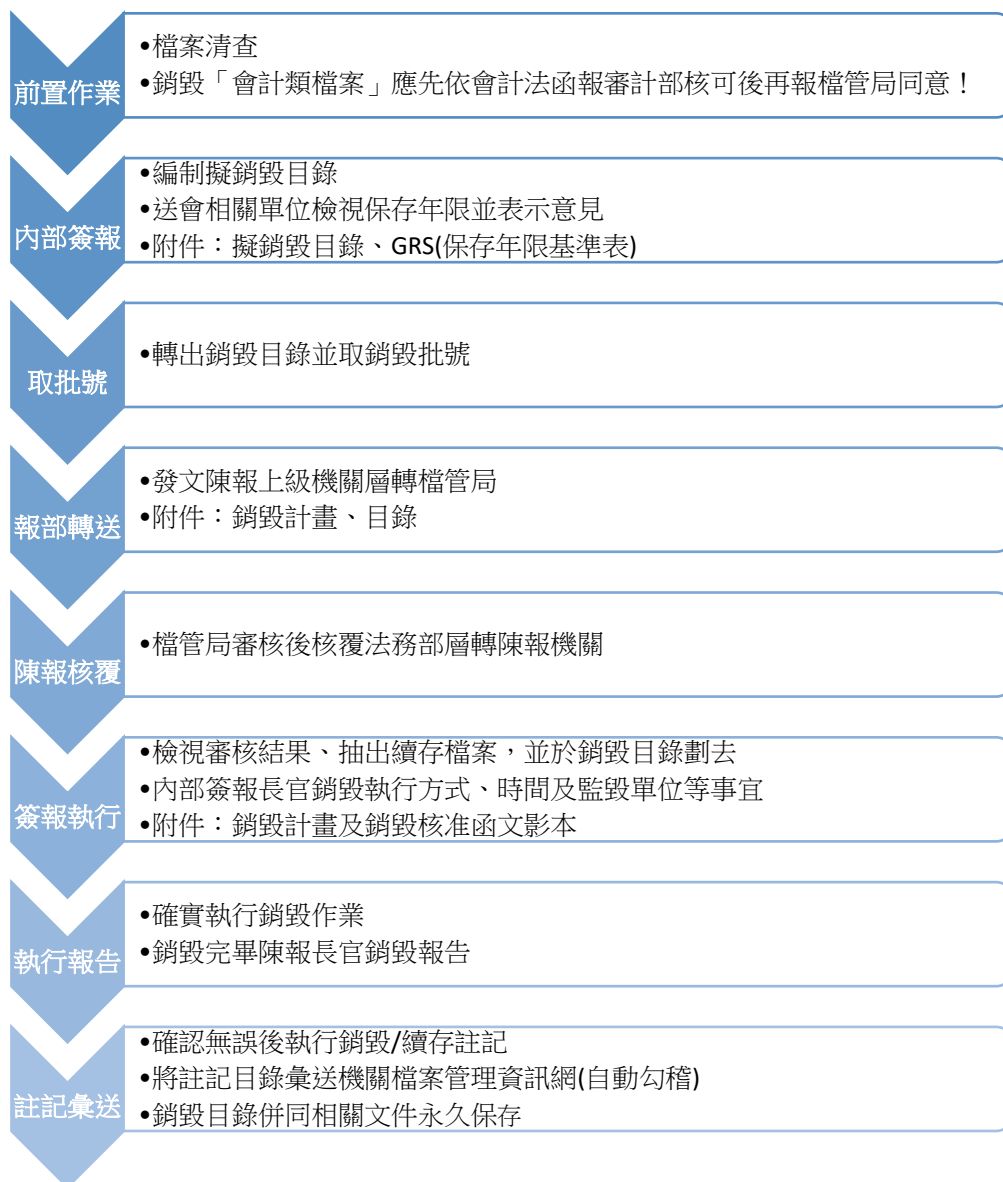 前置作業
•檔案清查
•銷毀「會計類檔案」應先依會計法函報審計部核可後再報檔管局同意！
內部簽報
•編制擬銷毀目錄
•送會相關單位檢視保存年限並表示意見
•附件：擬銷毀目錄、GRS(保存年限基準表)
取批號
•轉出銷毀目錄並取銷毀批號
報部轉送
•發文陳報上級機關層轉檔管局
•附件：銷毀計畫、目錄
陳報核覆
•檔管局審核後核覆法務部層轉陳報機關
簽報執行
•檢視審核結果、抽出續存檔案，並於銷毀目錄劃去
•內部簽報長官銷毀執行方式、時間及監毀單位等事宜
•附件：銷毀計畫及銷毀核准函文影本
執行報告
•確實執行銷毀作業
•銷毀完畢陳報長官銷毀報告
註記彙送
•確認無誤後執行銷毀/續存註記
•將註記目錄彙送機關檔案管理資訊網(自動勾稽)
•銷毀目錄併同相關文件永久保存